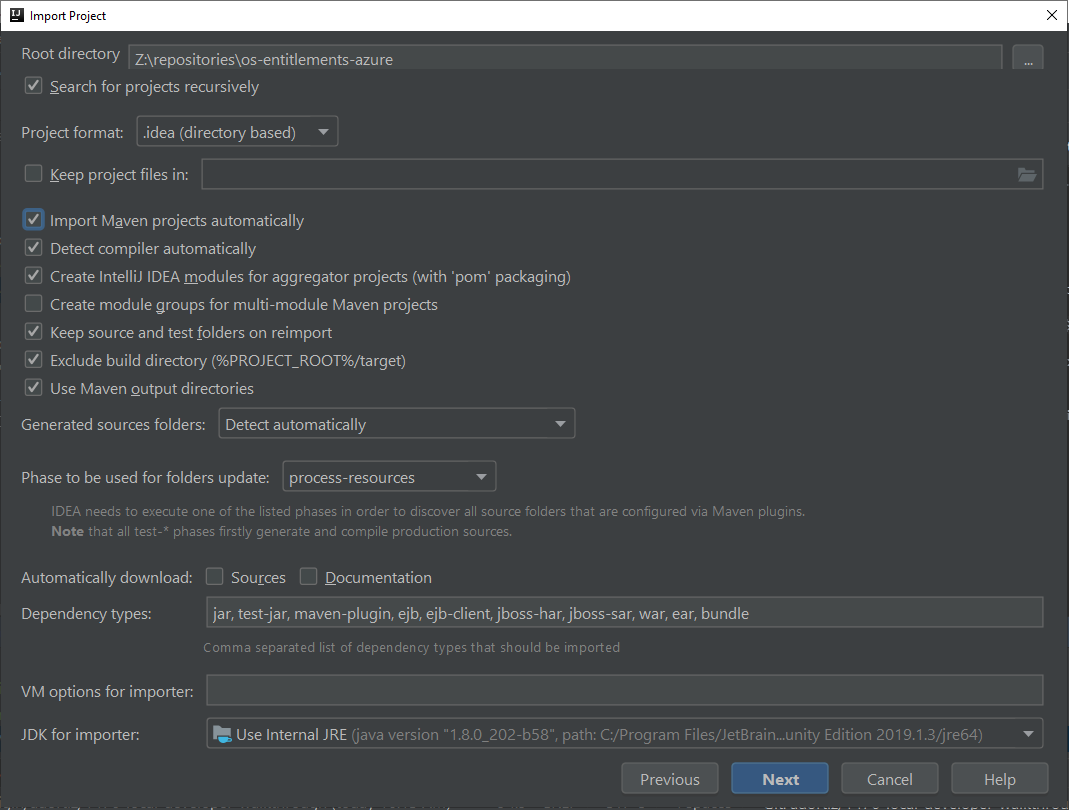 Import Project
Root directory Z:\repositories\os-entitlements-azure ...
Search for projects recursively
Project format: .idea (directory based)
Keep project files in:
Import Maven projects automatically
Detect compiler automatically
Create IntelliJ IDEA modules for aggregator projects (with 'pom' packaging)
Create module groups for multi-module Maven projects
Keep source and test folders on reimport
Exclude build directory (%PROJECT_ROOT%/target)
Use Maven output directories
Generated sources folders: Detect automatically
Phase to be used for folders update: process-resources
IDEA needs to execute one of the listed phases in order to discover all source folders that are configured via Maven plugins.
Note that all test-* phases firstly generate and compile production sources.
Automatically download: Sources Documentation
Dependency types: jar, test-jar, maven-plugin, ejb, ejb-client, jboss-har, jboss-sar, war, ear, bundle
Comma separated list of dependency types that should be imported
VM options for importer:
JDK for importer: Use Internal JRE (java version "1.8.0_202-b58", path: C:/Program Files/JetBrain...unity Edition 2019.1.3/jre64)
Previous Next Cancel Help